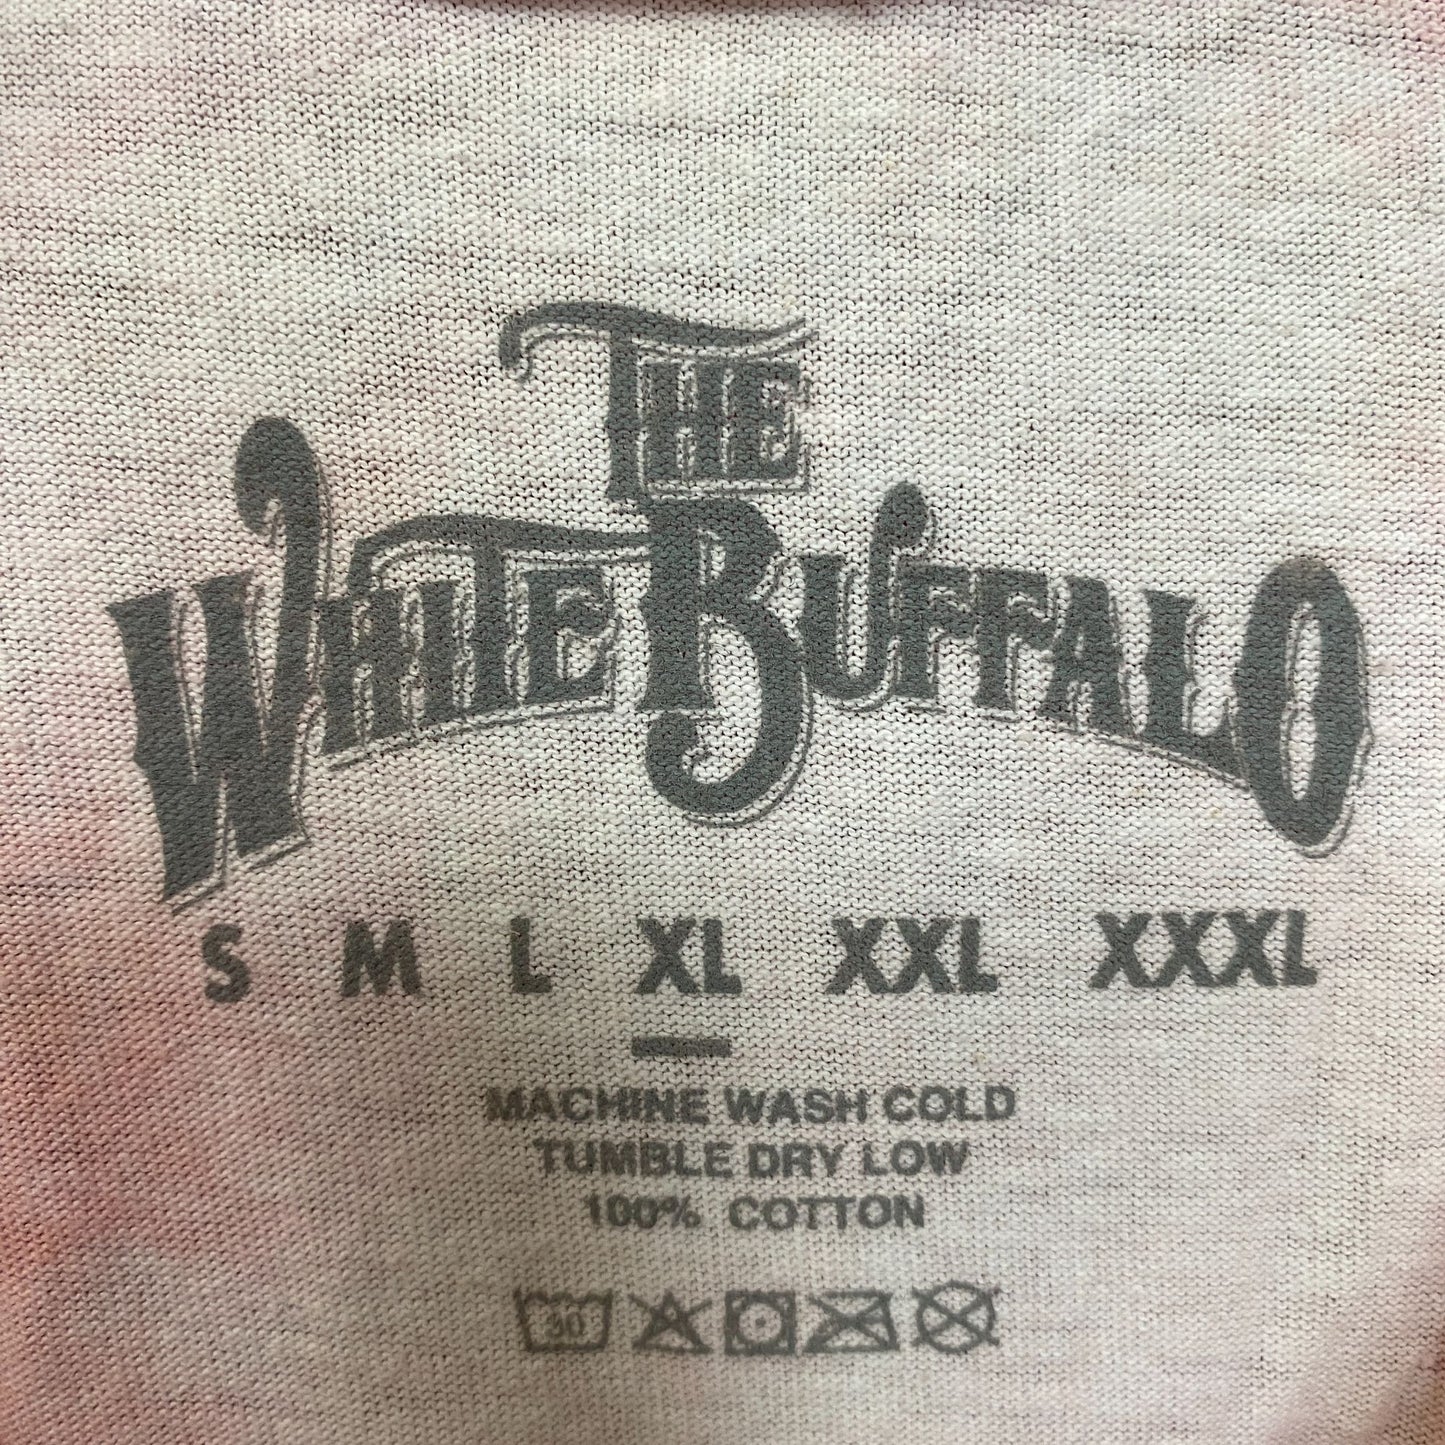 THE
WHITE BUFFALO
S M L XL XXL XXXL
MACHINE WASH COLD
TUMBLE DRY LOW
100% COTTON
30